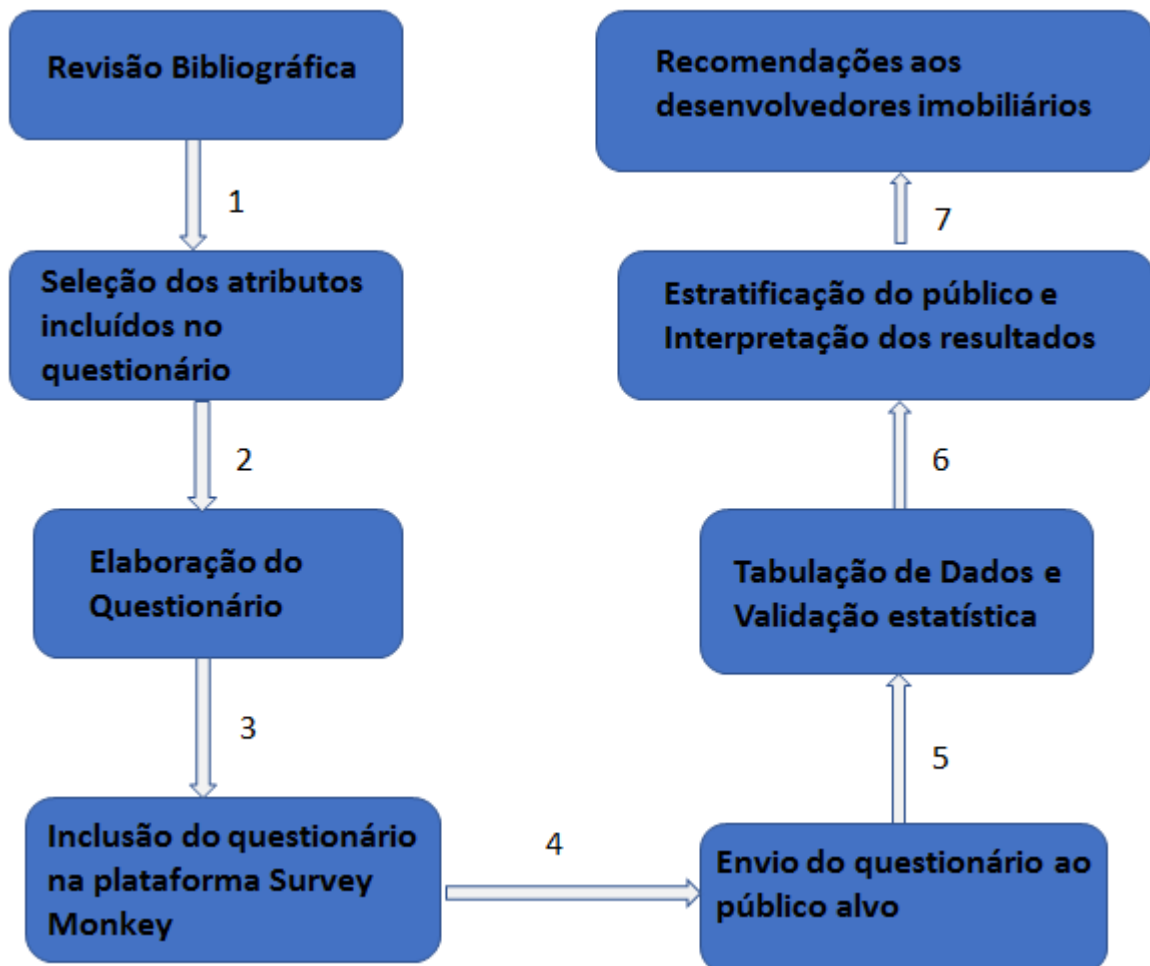 Revisão Bibliográfica
1
Seleção dos atributos
incluídos no
questionário
2
Elaboração do
Questionário
3
Inclusão do questionário
na plataforma Survey
Monkey
4
Envio do questionário ao
público alvo
5
Tabulação de Dados e
Validação estatística
6
Estratificação do público e
Interpretação dos resultados
7
Recomendações aos
desenvolvedores imobiliários